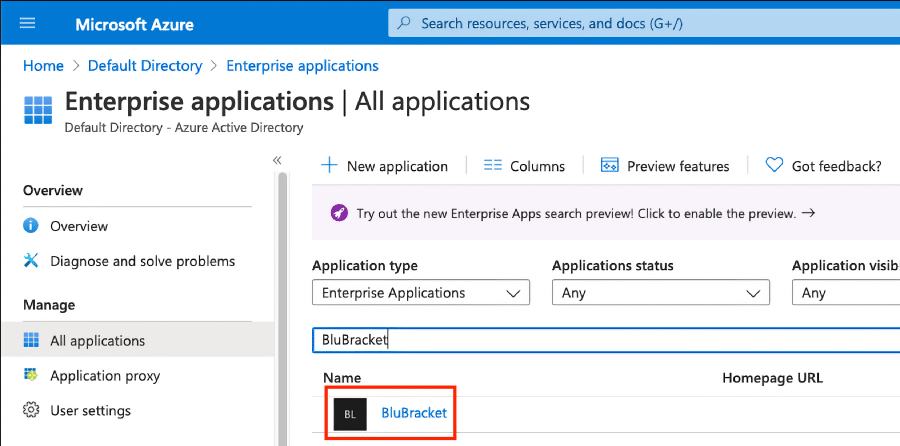 Microsoft Azure
Search resources, services, and docs (G+/)
Home > Default Directory > Enterprise applications
Enterprise applications | All applications
Default Directory - Azure Active Directory
«
New application
Columns
Preview features
Got feedback?
Overview
Overview
Diagnose and solve problems
Manage
All applications
Application proxy
User settings
Try out the new Enterprise Apps search preview! Click to enable the preview. →
Application type
Applications status
Application visib
Enterprise Applications
Any
Any
BluBracket
Name
Homepage URL
BL
BluBracket